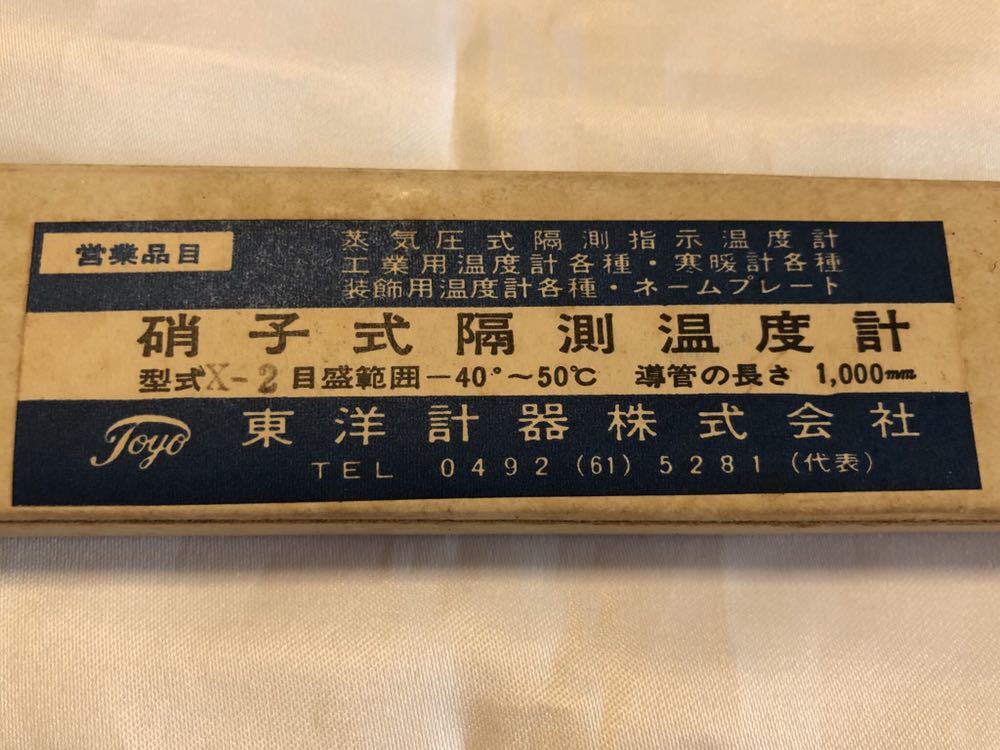 営業品目
蒸気圧式隔測指示温度計
工業用温度計各種・寒暖計各種
装飾用温度計各種・ネームプレート
硝子式隔測温度計
型式X-2 目盛範囲-40°~50℃ 導管の長さ 1,000mm
Toyo 東洋計器株式会社
TEL 0492 (61) 5281 (代表)